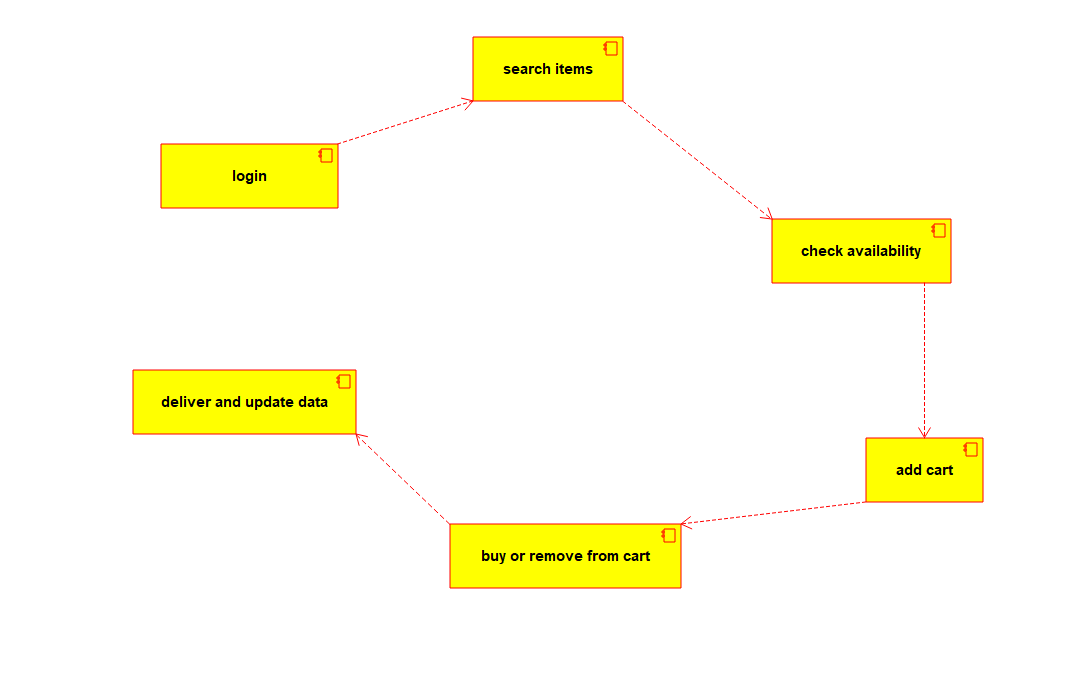 search items
login
check availability
deliver and update data
add cart
buy or remove from cart